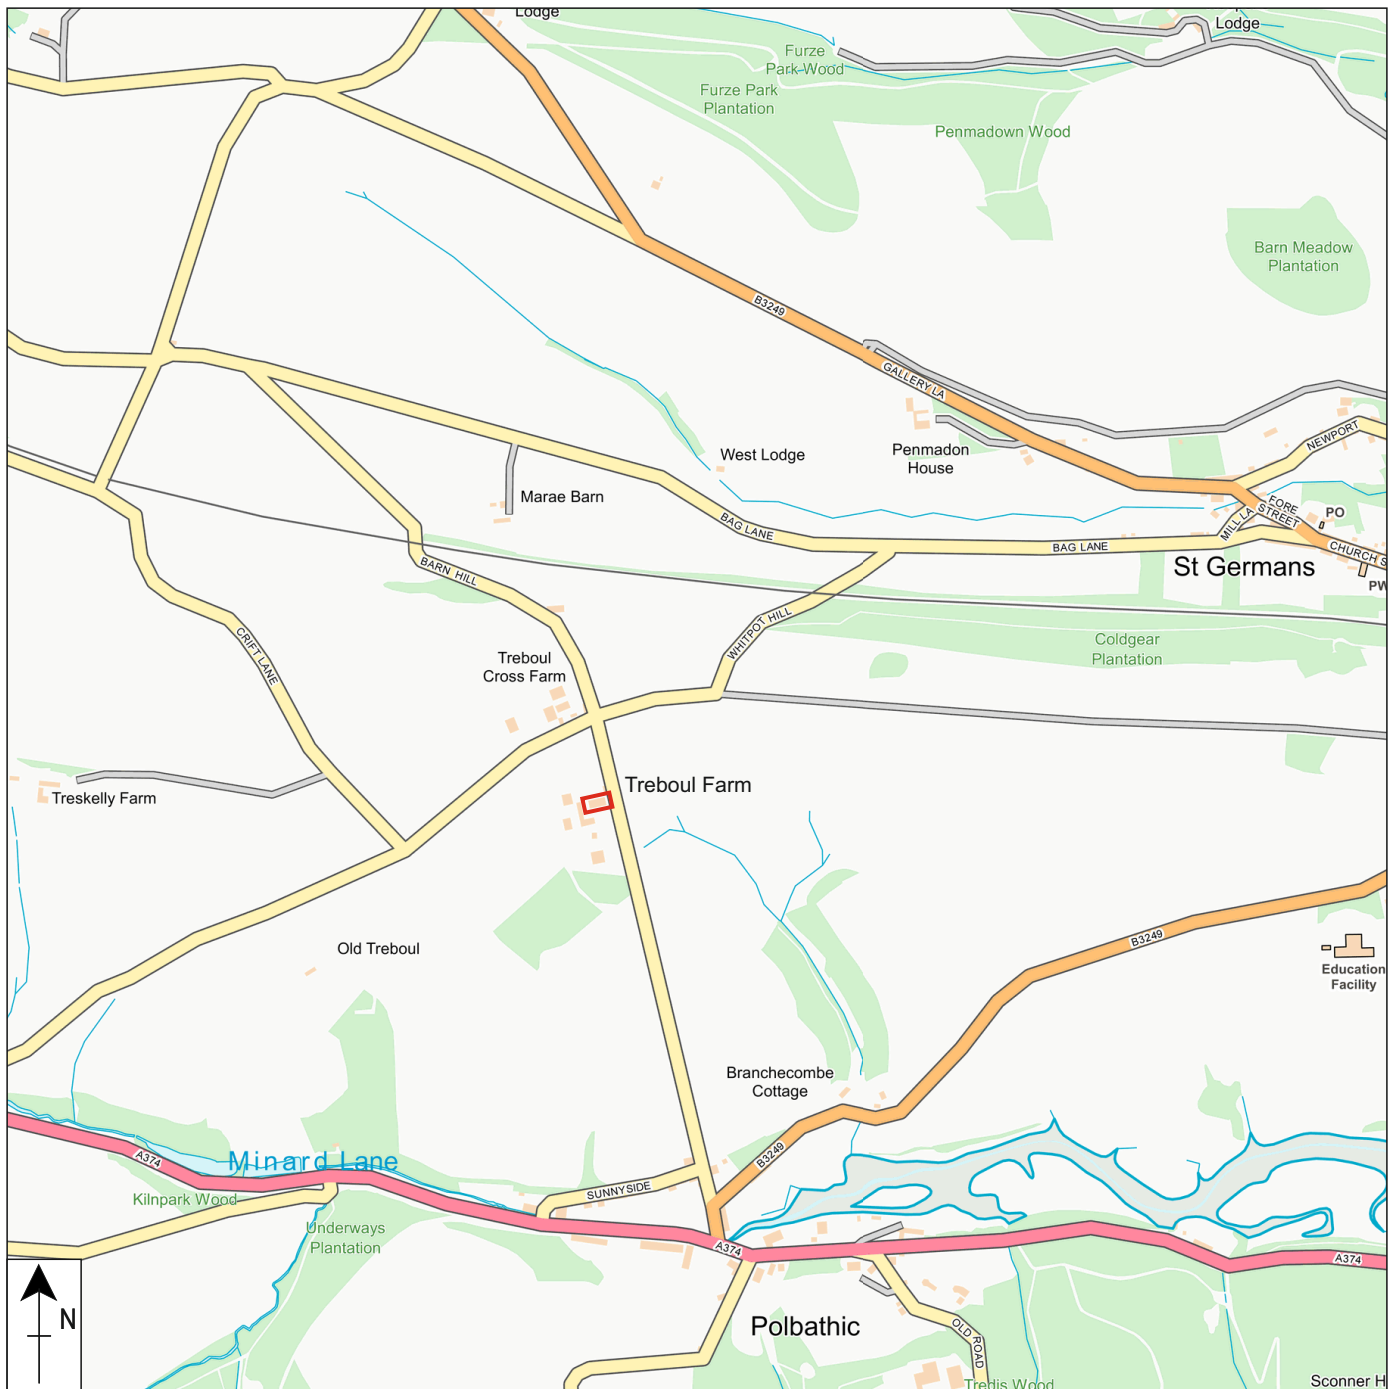 Lodge
Lodge
Furze
Park Wood
Furze Park
Plantation
Penmadown Wood
Barn Meadow
Plantation
B3249
GALLERY LA
Penmadon
House
West Lodge
NEWPORT
Marae Barn
BAG LANE
BAG LANE
MILL LA
FORE
STREET
PO
CHURCH S
St Germans
PW
BARN HILL
WHITPOT HILL
Coldgear
Plantation
CRIFT LANE
Treboul
Cross Farm
Treskelly Farm
Treboul Farm
Old Treboul
B3249
Education
Facility
Branchecombe
Cottage
B3249
A374
Minard Lane
Kilnpark Wood
SUNNYSIDE
Underways
Plantation
A374
A374
N
Polbathic
OLD ROAD
Tredis Wood
Sconner H